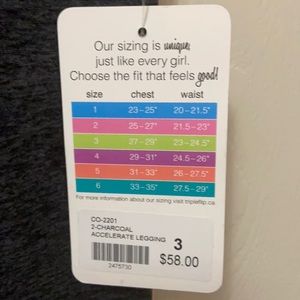 Our sizing is unique,
just like every girl.
Choose the fit that feels good!
size chest waist
1 23–25" 20–21.5"
2 25–27" 21.5–23"
3 27–29" 23–24.5"
4 29–31" 24.5–26"
5 31–33" 26–27.5"
6 33–35" 27.5–29"
For more information about our sizing visit tripleflip.ca.
CO-2201
2-CHARCOAL
ACCELERATE LEGGING
3
2475730
$58.00